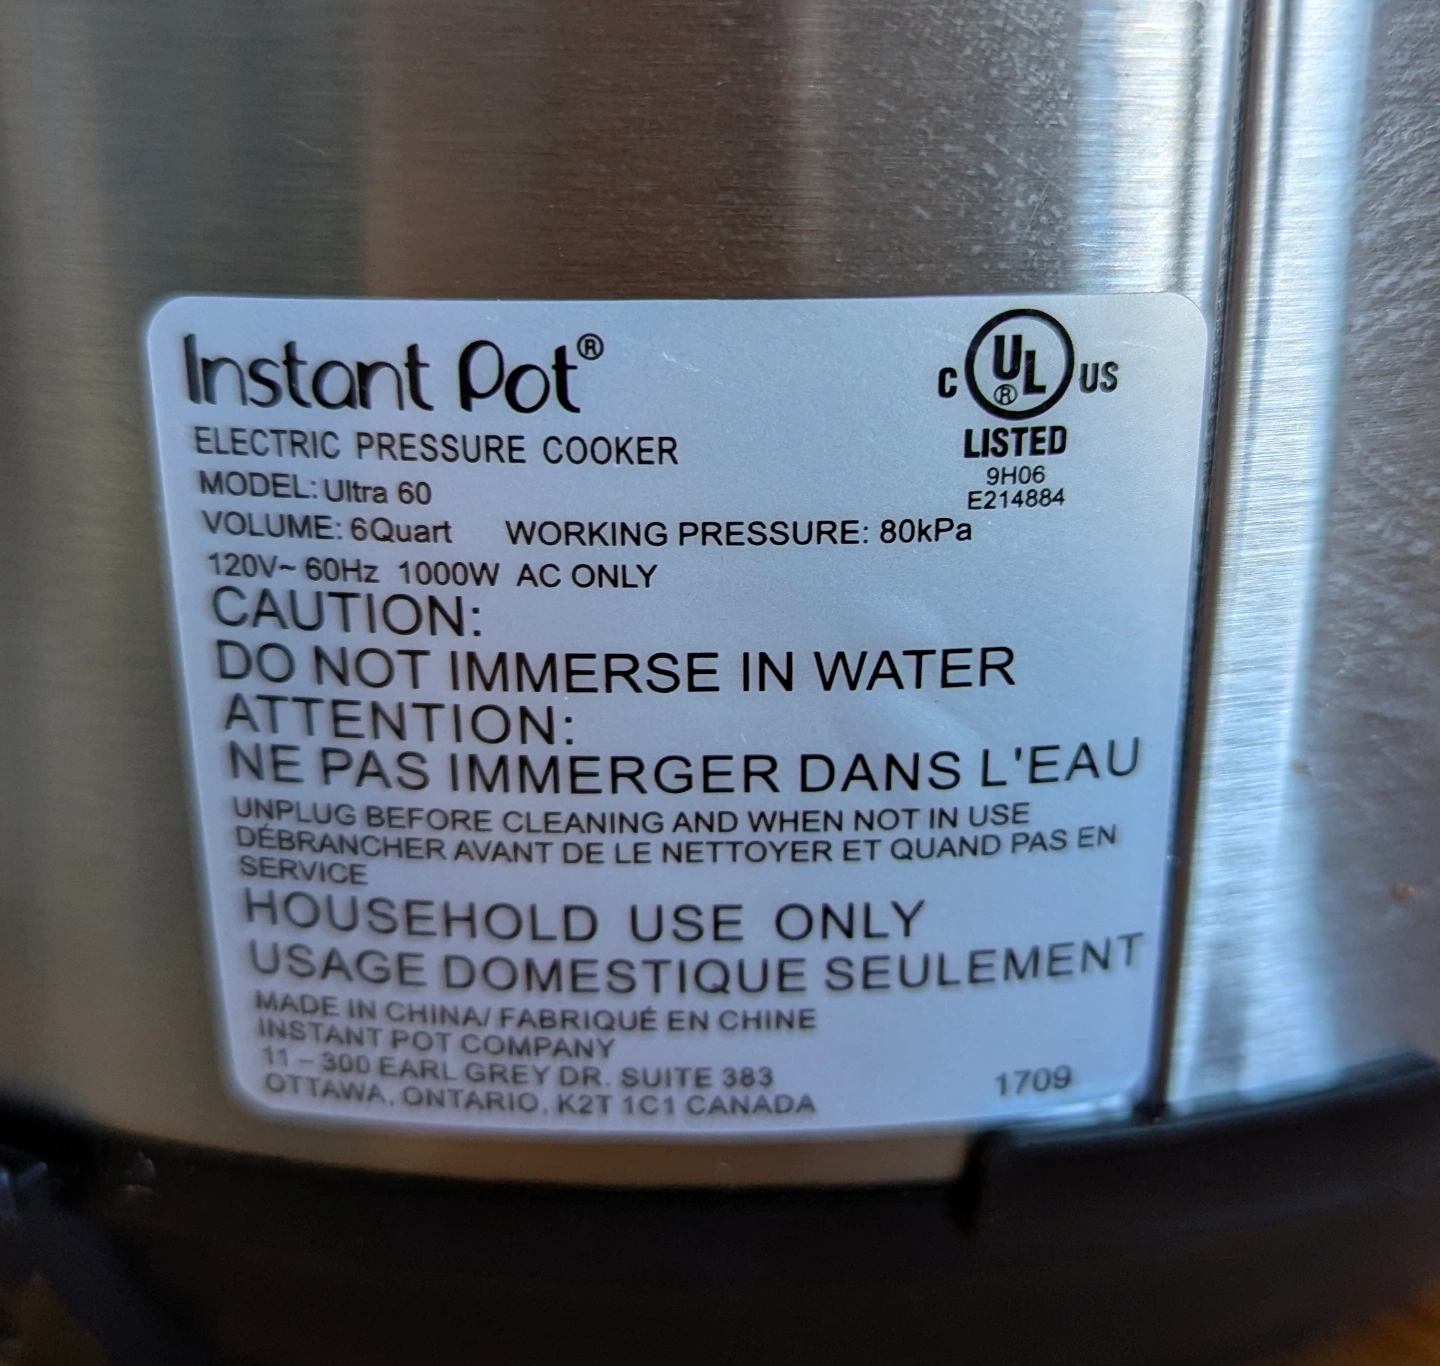 Instant Pot®
C UL® US
LISTED
9H06
E214884
ELECTRIC PRESSURE COOKER
MODEL: Ultra 60
VOLUME: 6Quart WORKING PRESSURE: 80kPa
120V~ 60Hz 1000W AC ONLY
CAUTION:
DO NOT IMMERSE IN WATER
ATTENTION:
NE PAS IMMERGER DANS L'EAU
UNPLUG BEFORE CLEANING AND WHEN NOT IN USE
DÉBRANCHER AVANT DE LE NETTOYER ET QUAND PAS EN
SERVICE
HOUSEHOLD USE ONLY
USAGE DOMESTIQUE SEULEMENT
MADE IN CHINA/ FABRIQUÉ EN CHINE
INSTANT POT COMPANY
11 – 300 EARL GREY DR. SUITE 383
OTTAWA, ONTARIO, K2T 1C1 CANADA
1709